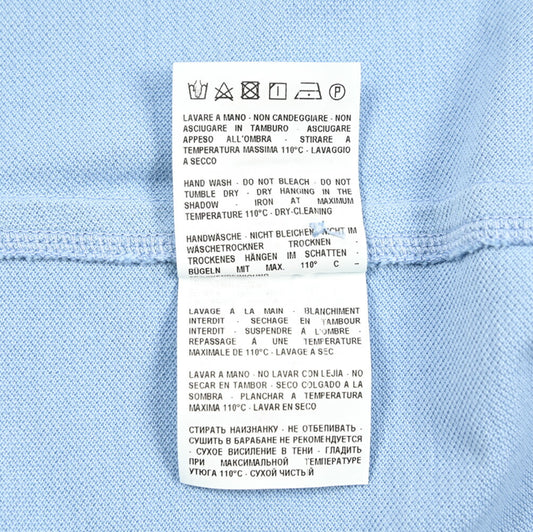 P
LAVARE A MANO - NON CANDEGGIARE - NON
ASCIUGARE IN TAMBURO - ASCIUGARE
APPESO ALL'OMBRA - STIRARE A
TEMPERATURA MASSIMA 110°C - LAVAGGIO
A SECCO
HAND WASH - DO NOT BLEACH - DO NOT
TUMBLE DRY - DRY HANGING IN THE
SHADOW - IRON AT MAXIMUM
TEMPERATURE 110°C - DRY-CLEANING
HANDWÄSCHE - NICHT BLEICHEN NICHT IM
WÄSCHETROCKNER TROCKNEN -
TROCKENES HÄNGEN IM SCHATTEN -
BÜGELN MIT MAX. 110° C -
LAVAGE A LA MAIN - BLANCHIMENT
INTERDIT - SECHAGE EN TAMBOUR
INTERDIT - SUSPENDRE À L'OMBRE -
REPASSAGE À UNE TEMPÉRATURE
MAXIMALE DE 110°C - LAVAGE A SEC
LAVAR A MANO - NO LAVAR CON LEJIA - NO
SECAR EN TAMBOR - SECO COLGADO A LA
SOMBRA - PLANCHAR A TEMPERATURA
MAXIMA 110°C - LAVAR EN SECO
СТИРАТЬ НАИЗНАНКУ - НЕ ОТБЕЛИВАТЬ -
СУШИТЬ В БАРАБАНЕ НЕ РЕКОМЕНДУЕТСЯ
- СУХОЕ ВИСИЛЕНИЕ В ТЕНИ - ГЛАДИТЬ
ПРИ МАКСИМАЛЬНОЙ ТЕМПЕРАТУРЕ
УТЮГА 110°C - СУХОЙ ЧИСТЬ Й